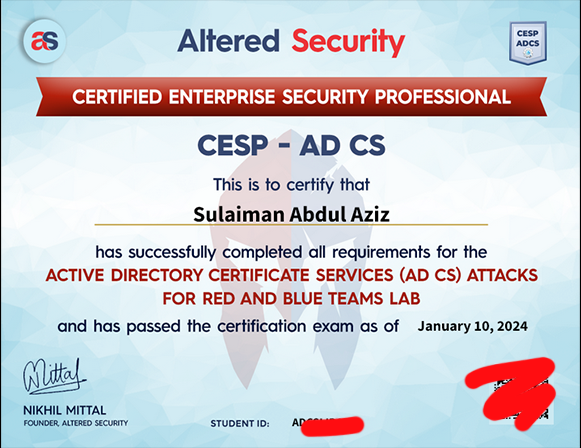 as
Altered Security
CESP
ADCS
CERTIFIED ENTERPRISE SECURITY PROFESSIONAL
CESP - AD CS
This is to certify that
Sulaiman Abdul Aziz
has successfully completed all requirements for the
ACTIVE DIRECTORY CERTIFICATE SERVICES (AD CS) ATTACKS
FOR RED AND BLUE TEAMS LAB
and has passed the certification exam as of January 10, 2024
Mittal
NIKHIL MITTAL
FOUNDER, ALTERED SECURITY
STUDENT ID: